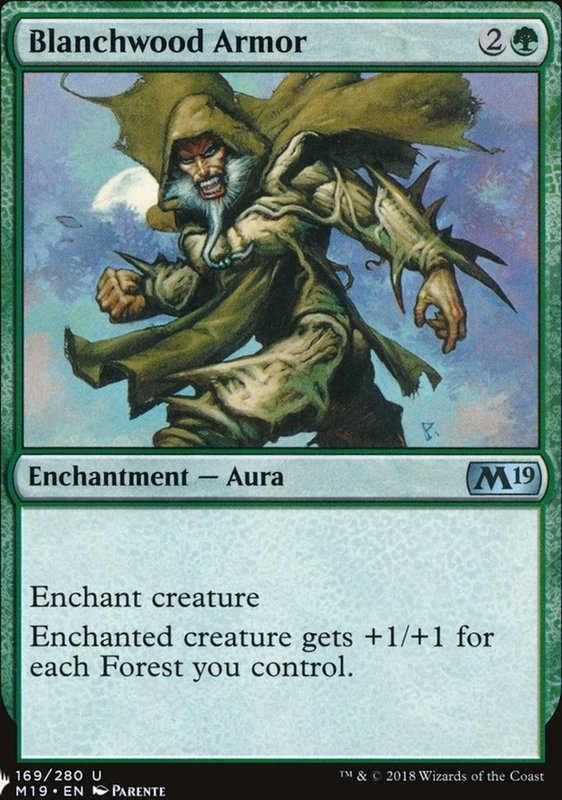 Blanchwood Armor 2
Enchantment — Aura
M19
Enchant creature
Enchanted creature gets +1/+1 for
each Forest you control.
169/280 U
M19 • EN PARENTE
™ & © 2018 Wizards of the Coast